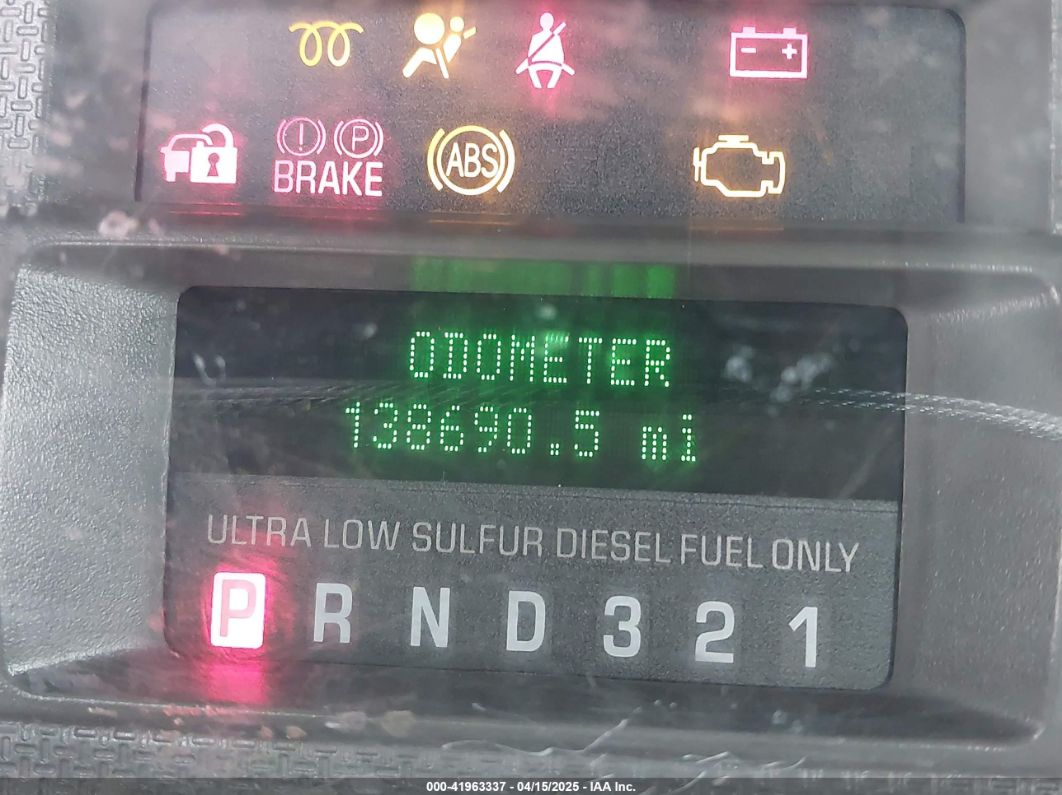 BRAKE
ABS
ODOMETER
138690.5 mi
ULTRA LOW SULFUR DIESEL FUEL ONLY
P R N D 3 2 1
000-41963337 - 04/15/2025 - IAA Inc.